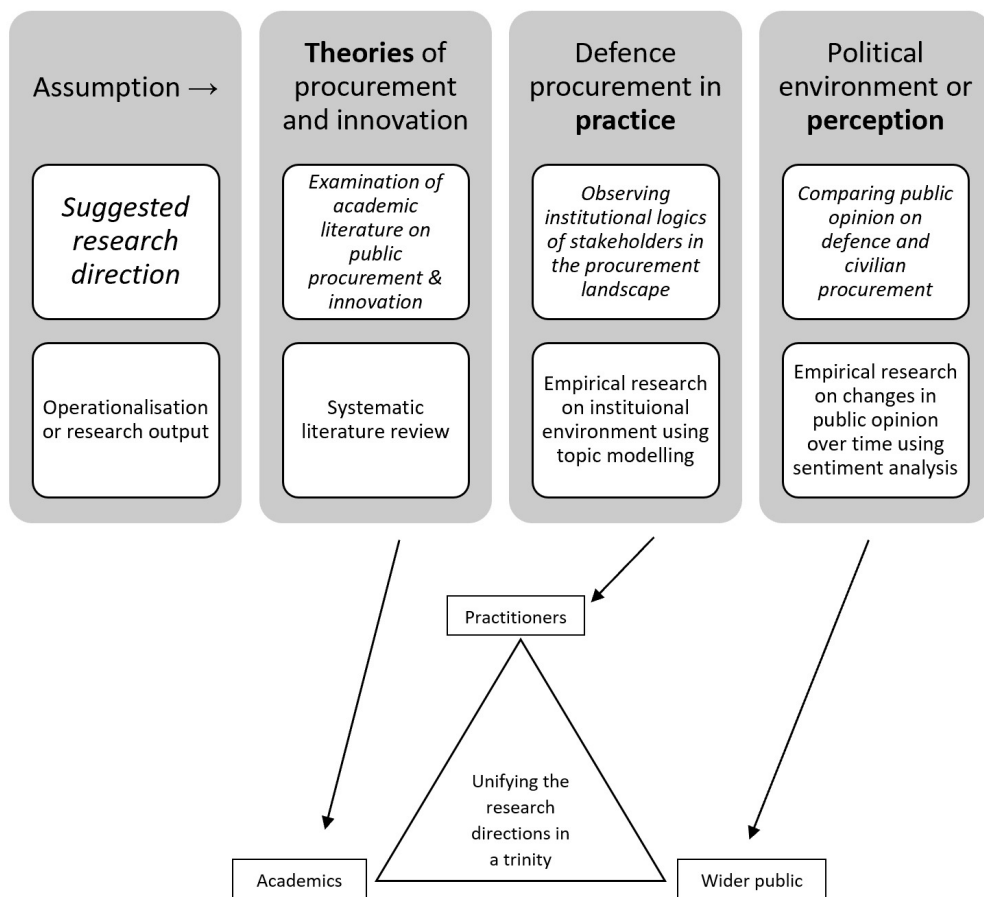 Assumption →
Suggested
research
direction
Operationalisation
or research output
Theories of
procurement
and innovation
Examination of
academic
literature on
public
procurement &
innovation
Systematic
literature review
Defence
procurement in
practice
Observing
institutional logics
of stakeholders in
the procurement
landscape
Empirical research
on instituional
environment using
topic modelling
Political
environment or
perception
Comparing public
opinion on
defence and
civilian
procurement
Empirical research
on changes in
public opinion
over time using
sentiment analysis
Practitioners
Unifying the
research
directions in
a trinity
Academics
Wider public